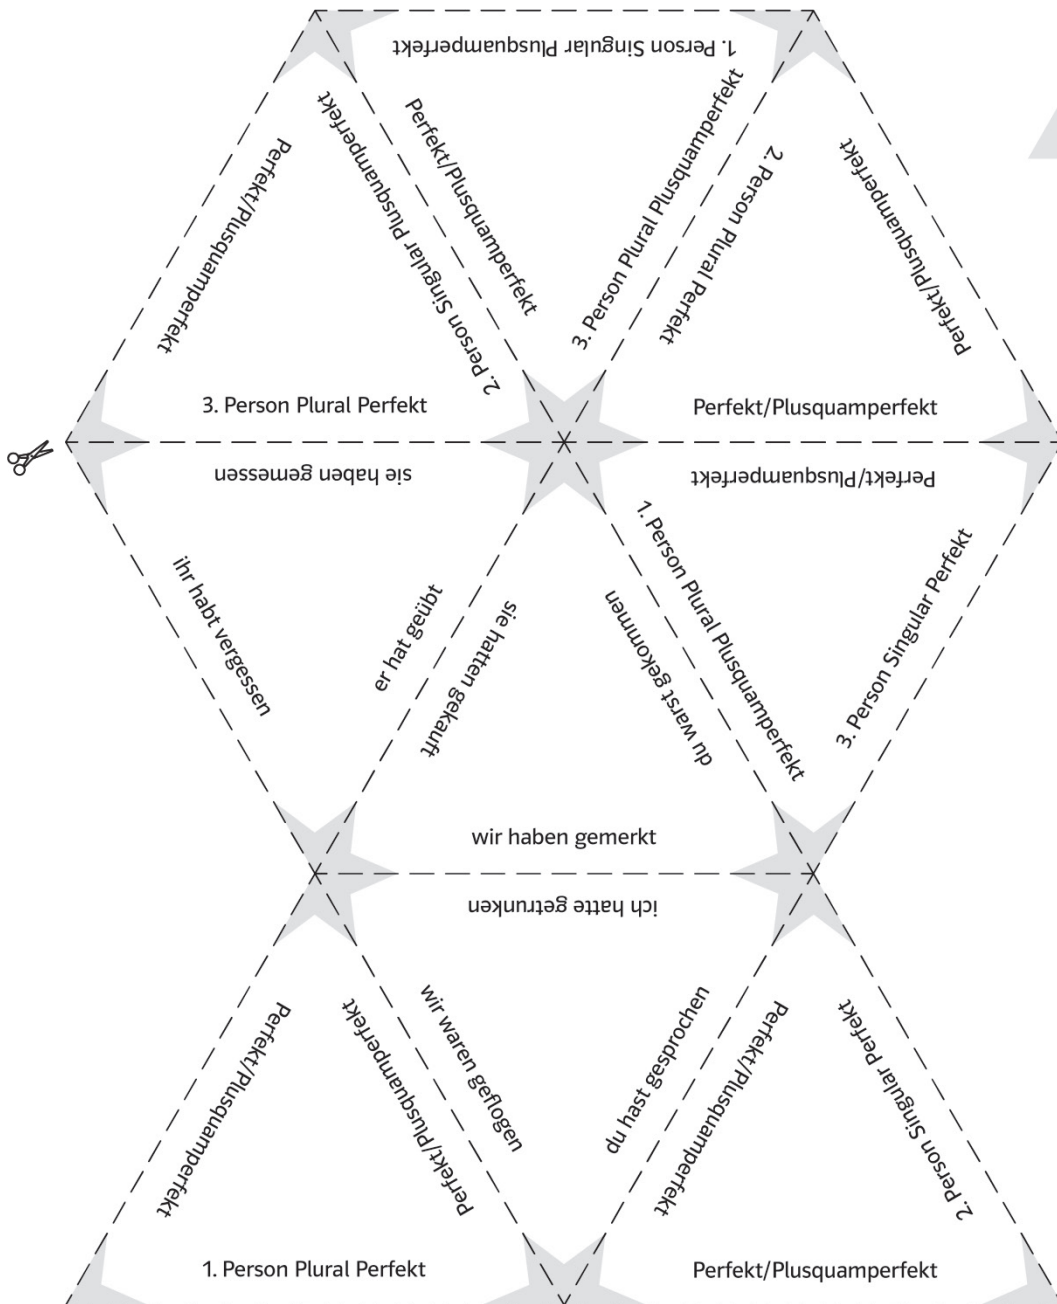 1. Person Singular Plusquamperfekt
Perfekt/Plusquamperfekt
2. Person Singular Plusquamperfekt
Perfekt/Plusquamperfekt
3. Person Plural Plusquamperfekt
2. Person Plural Perfekt
Perfekt/Plusquamperfekt
3. Person Plural Perfekt
Perfekt/Plusquamperfekt
sie haben gemessen
Perfekt/Plusquamperfekt
ihr habt vergessen
er hat geübt
sie hatten gekauft
du warst gekommen
1. Person Plural Plusquamperfekt
3. Person Singular Perfekt
wir haben gemerkt
ich hatte getrunken
Perfekt/Plusquamperfekt
Perfekt/Plusquamperfekt
wir waren geflogen
du hast gesprochen
Perfekt/Plusquamperfekt
2. Person Singular Perfekt
1. Person Plural Perfekt
Perfekt/Plusquamperfekt